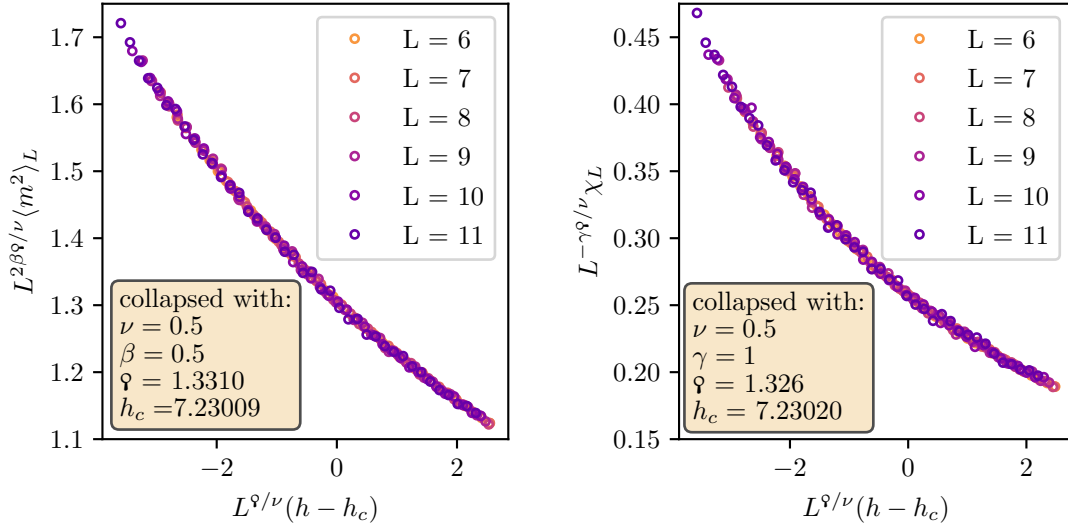 1.7
1.6
1.5
1.4
1.3
1.2
1.1
−2
0
2
L^{2βϙ/ν}⟨m²⟩_L
L^{ϙ/ν}(h − h_c)
L = 6
L = 7
L = 8
L = 9
L = 10
L = 11
collapsed with:
ν = 0.5
β = 0.5
ϙ = 1.3310
h_c =7.23009
0.45
0.40
0.35
0.30
0.25
0.20
0.15
−2
0
2
L^{−γϙ/ν}χ_L
L^{ϙ/ν}(h − h_c)
L = 6
L = 7
L = 8
L = 9
L = 10
L = 11
collapsed with:
ν = 0.5
γ = 1
ϙ = 1.326
h_c = 7.23020